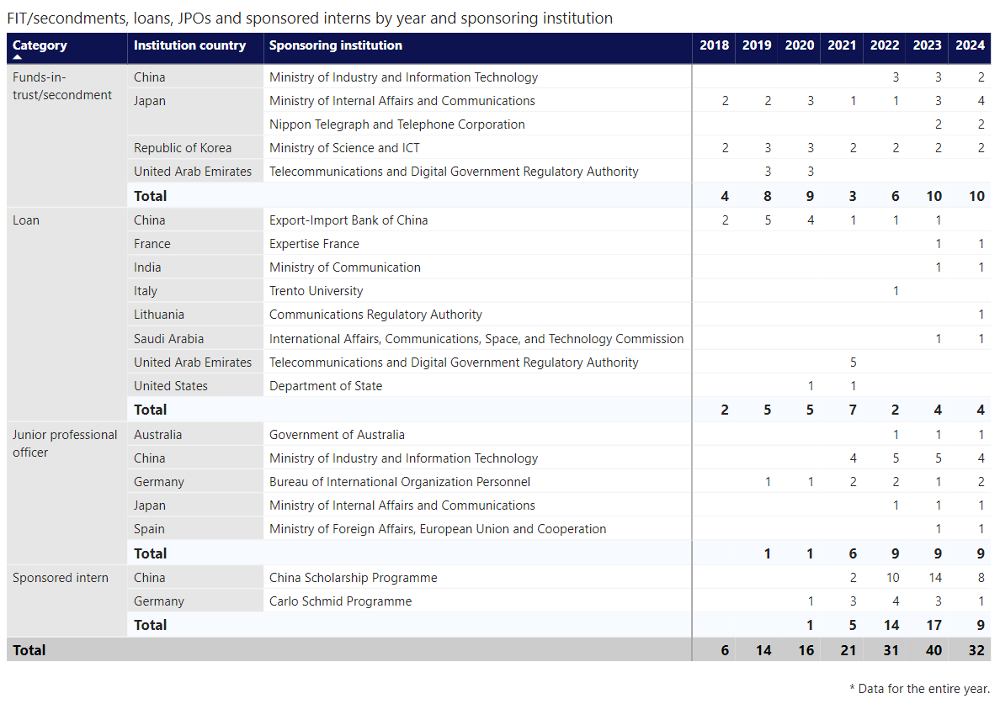 FIT/secondments, loans, JPOs and sponsored interns by year and sponsoring institution
Category Institution country Sponsoring institution 2018 2019 2020 2021 2022 2023 2024
Funds-in- China Ministry of Industry and Information Technology 3 3 2
trust/secondment
Japan Ministry of Internal Affairs and Communications 2 2 3 1 1 3 4
Nippon Telegraph and Telephone Corporation 2 2
Republic of Korea Ministry of Science and ICT 2 3 3 2 2 2 2
United Arab Emirates Telecommunications and Digital Government Regulatory Authority 3 3
Total 4 8 9 3 6 10 10
Loan China Export-Import Bank of China 2 5 4 1 1 1
France Expertise France 1 1
India Ministry of Communication 1 1
Italy Trento University 1
Lithuania Communications Regulatory Authority 1
Saudi Arabia International Affairs, Communications, Space, and Technology Commission 1 1
United Arab Emirates Telecommunications and Digital Government Regulatory Authority 5
United States Department of State 1 1
Total 2 5 5 7 2 4 4
Junior professional Australia Government of Australia 1 1 1
officer
China Ministry of Industry and Information Technology 4 5 5 4
Germany Bureau of International Organization Personnel 1 1 2 2 1 2
Japan Ministry of Internal Affairs and Communications 1 1 1
Spain Ministry of Foreign Affairs, European Union and Cooperation 1 1
Total 1 1 6 9 9 9
Sponsored intern China China Scholarship Programme 2 10 14 8
Germany Carlo Schmid Programme 1 3 4 3 1
Total 1 5 14 17 9
Total 6 14 16 21 31 40 32
* Data for the entire year.